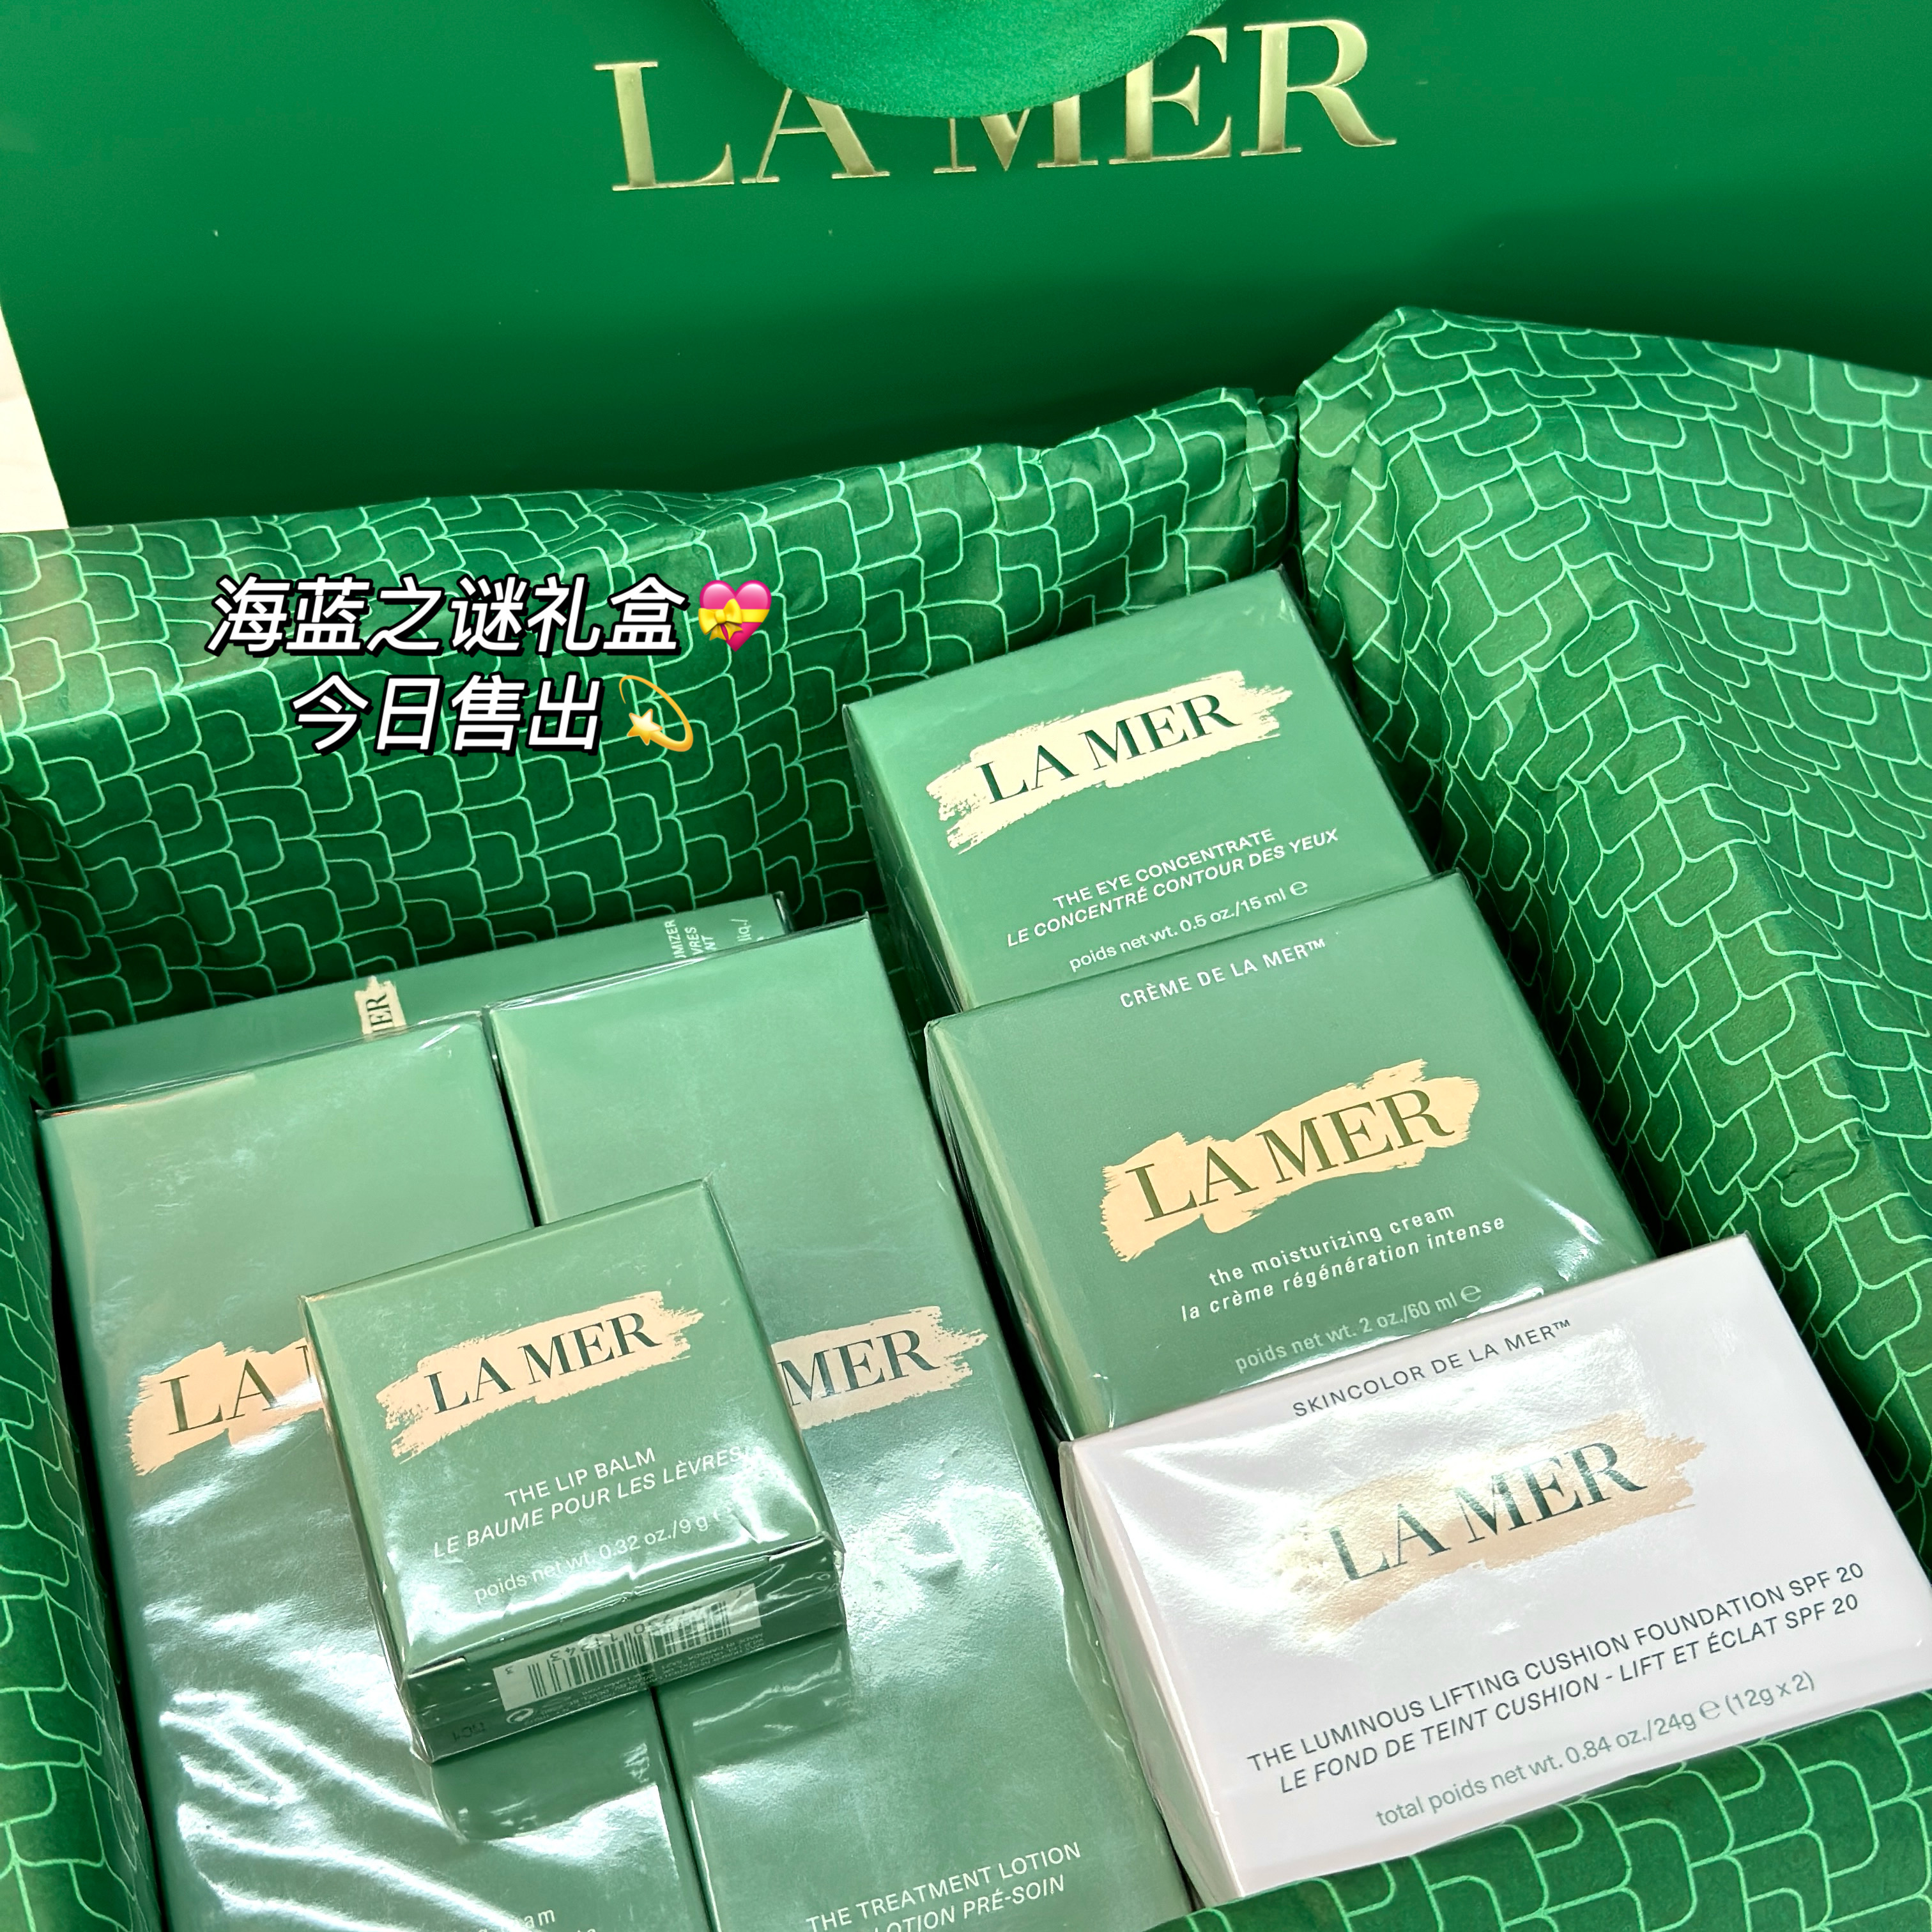 LA MER
海蓝之谜礼盒💝
今日售出💫
LA MER
THE EYE CONCENTRATE
LE CONCENTRÉ CONTOUR DES YEUX
poids net wt. 0.5 oz./15 ml ℮
CRÈME DE LA MER™
LA MER
the moisturizing cream
la crème régénération intense
poids net wt. 2 oz./60 ml ℮
SKINCOLOR DE LA MER™
LA MER
THE LUMINOUS LIFTING CUSHION FOUNDATION SPF 20
LE FOND DE TEINT CUSHION - LIFT ET ÉCLAT SPF 20
total poids net wt. 0.84 oz./24g ℮ (12g x 2)
LA
LA MER
THE LIP BALM
LE BAUME POUR LES LÈVRES
poids net wt. 0.32 oz./9 g
MER
THE TREATMENT LOTION
LOTION PRÉ-SOIN